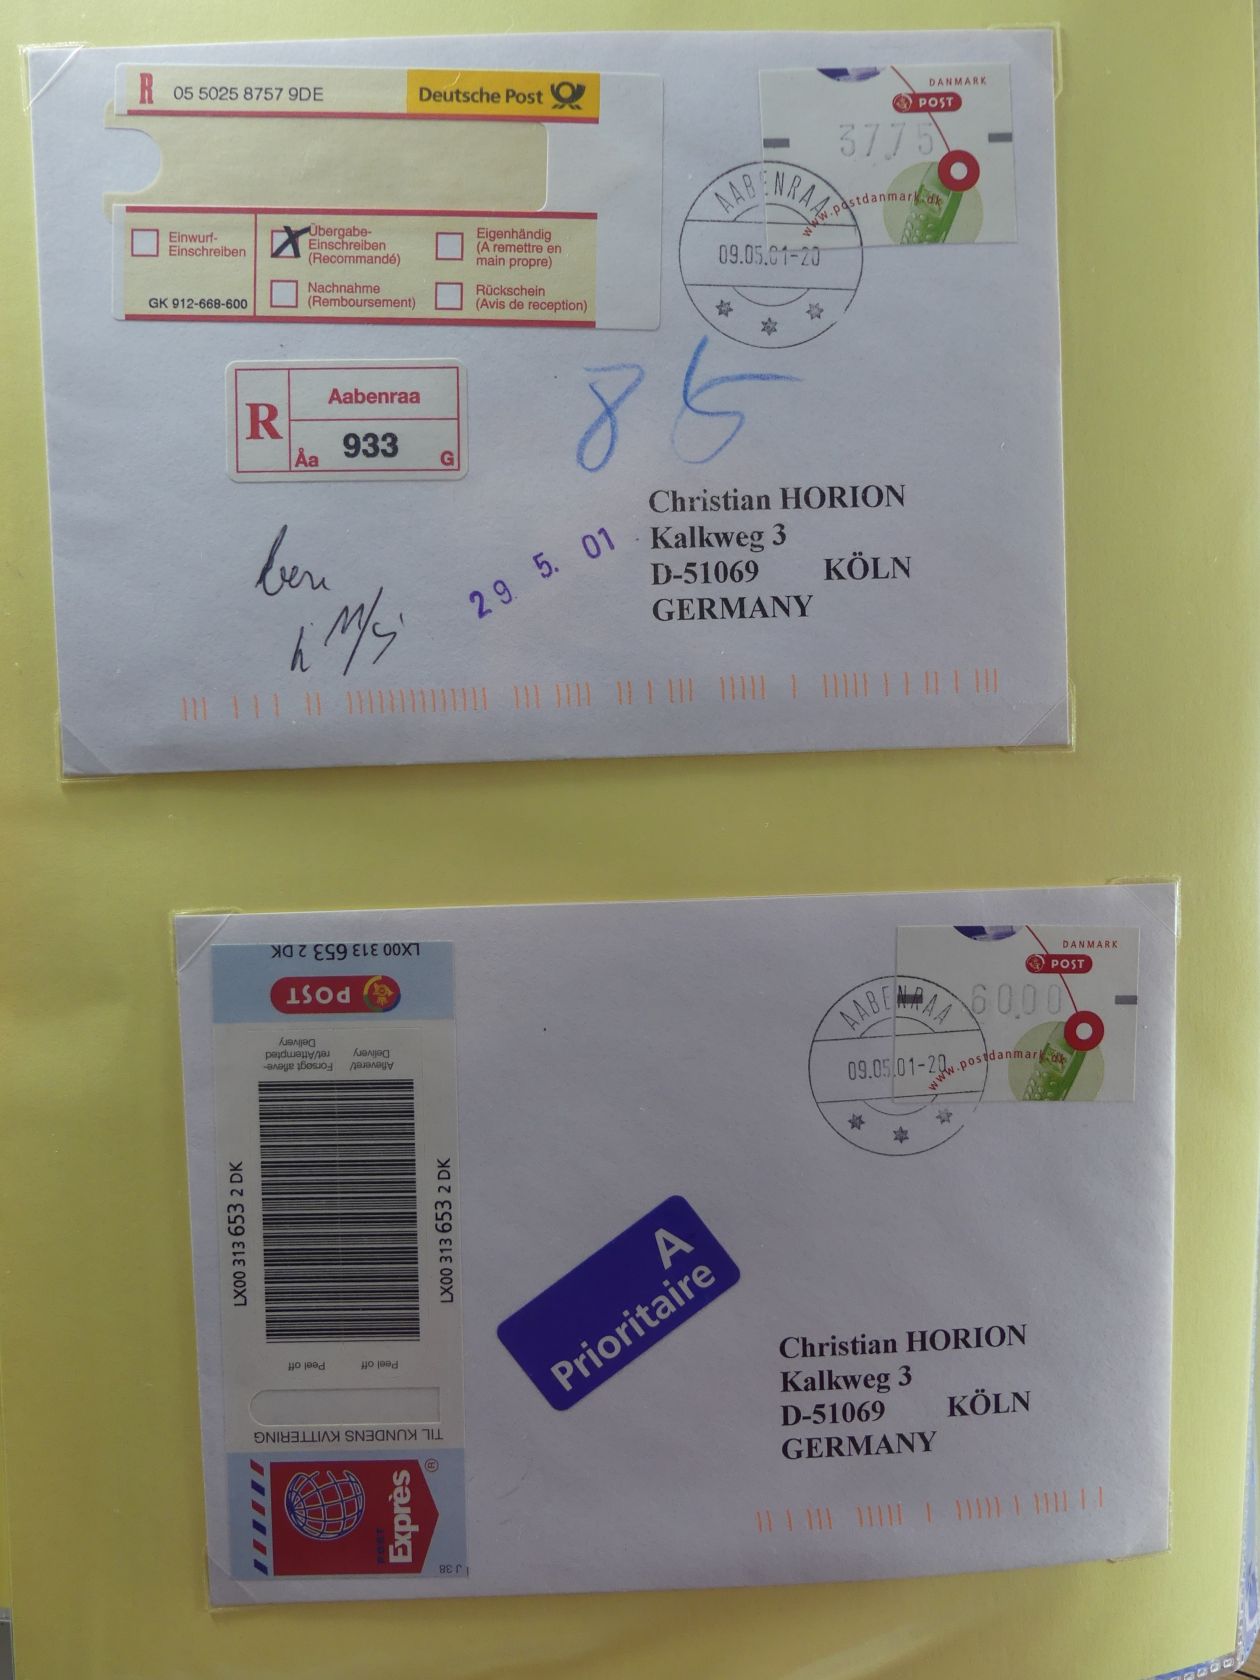 R 05 5025 8757 9DE Deutsche Post
Einwurf-
Einschreiben
Übergabe-
Einschreiben
(Recommandé)
Eigenhändig
(A remettre en
main propre)
GK 912-668-600
Nachnahme
(Remboursement)
Rückschein
(Avis de reception)
DANMARK
POST
37.75
www.postdanmark.dk
AABENRAA
09.05.01-20
R Aabenraa
Åa 933 G
85
29. 5. 01
Christian HORION
Kalkweg 3
D-51069 KÖLN
GERMANY
LX00 313 653 2 DK
POST
Afleveret/
Delivery
Forsøgt afleve-
ret/Attempted
Delivery
LX00 313 653 2 DK
LX00 313 653 2 DK
Peel off
Peel off
TIL KUNDENS KVITTERING
POST
Exprès
®
J 38
DANMARK
POST
60.00
www.postdanmark.dk
AABENRAA
09.05.01-20
A
Prioritaire
Christian HORION
Kalkweg 3
D-51069 KÖLN
GERMANY